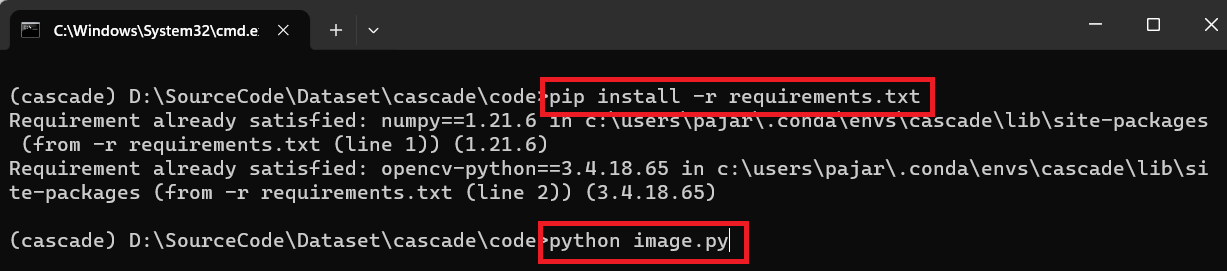 C:\Windows\System32\cmd.e
(cascade) D:\SourceCode\Dataset\cascade\code>pip install -r requirements.txt
Requirement already satisfied: numpy==1.21.6 in c:\users\pajar\.conda\envs\cascade\lib\site-packages
(from -r requirements.txt (line 1)) (1.21.6)
Requirement already satisfied: opencv-python==3.4.18.65 in c:\users\pajar\.conda\envs\cascade\lib\si
te-packages (from -r requirements.txt (line 2)) (3.4.18.65)
(cascade) D:\SourceCode\Dataset\cascade\code>python image.py